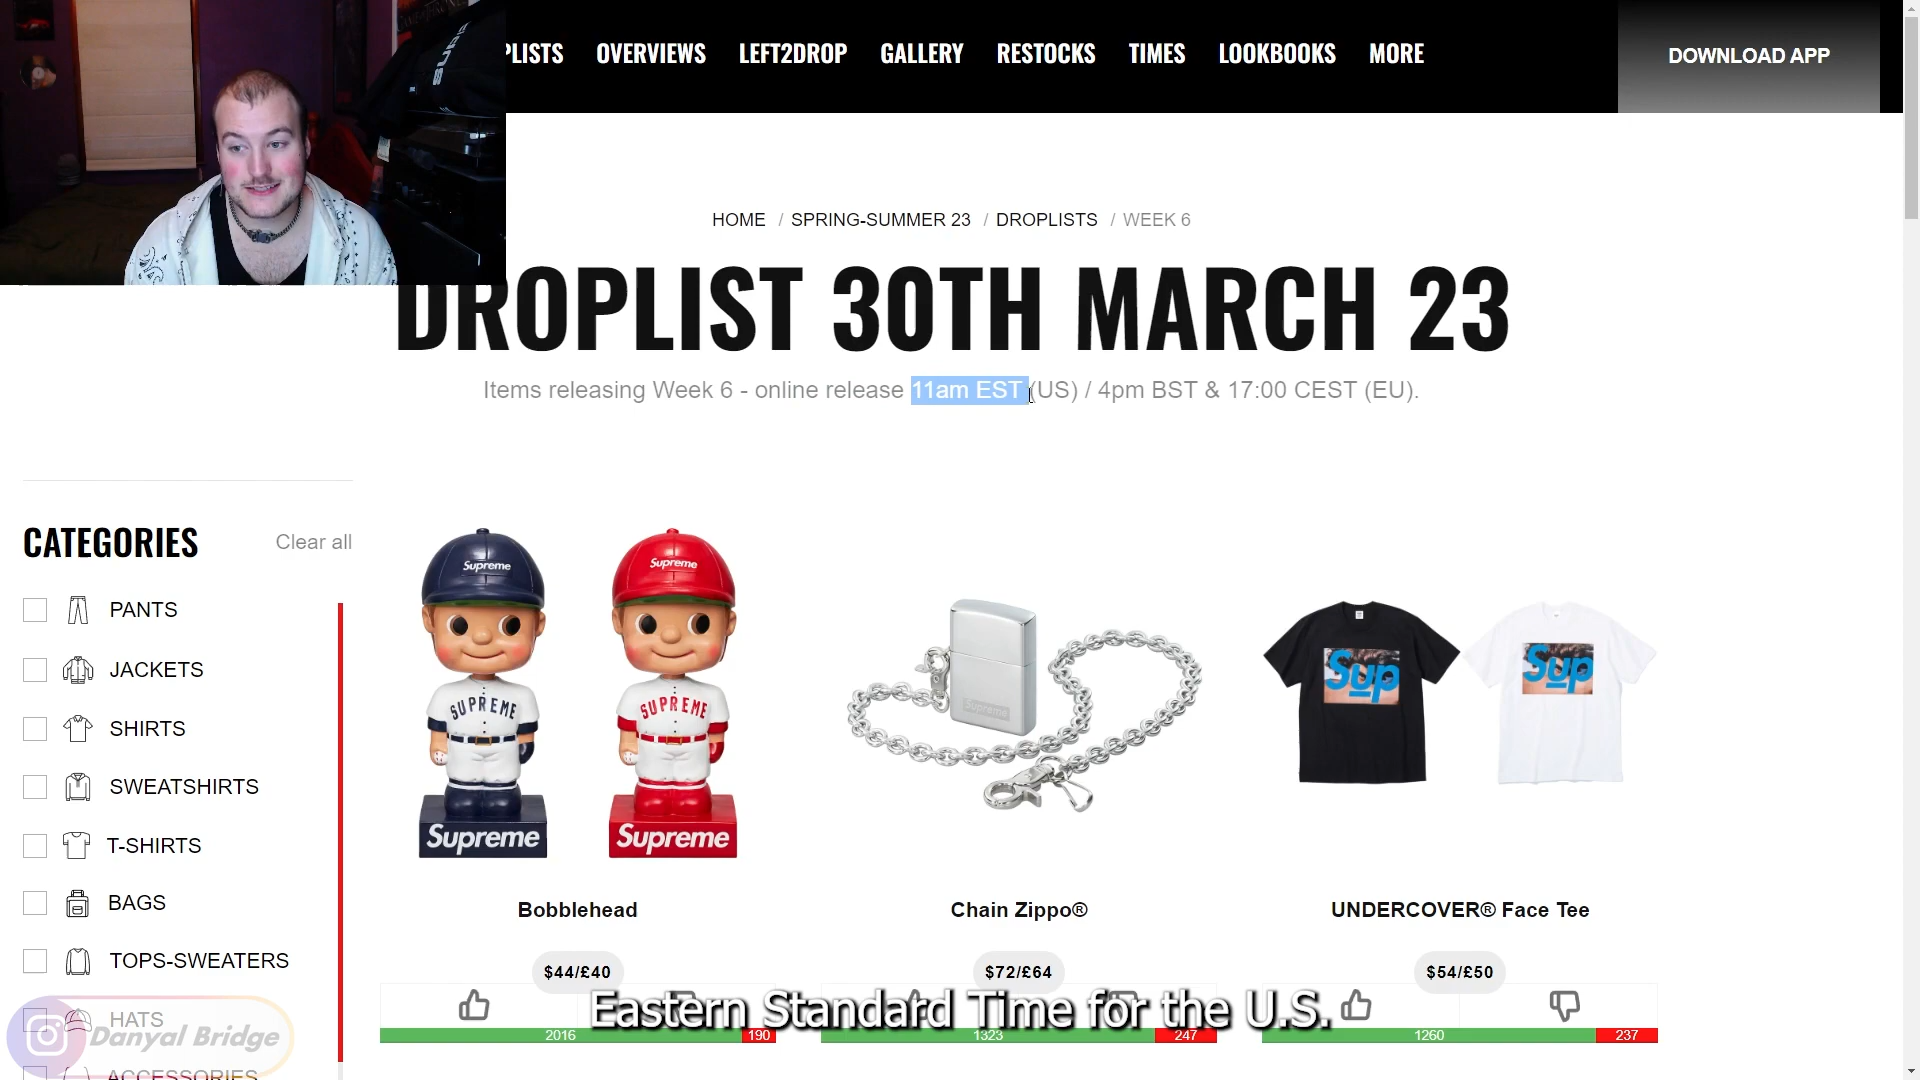 PLISTS OVERVIEWS LEFT2DROP GALLERY RESTOCKS TIMES LOOKBOOKS MORE DOWNLOAD APP
HOME / SPRING-SUMMER 23 / DROPLISTS / WEEK 6
DROPLIST 30TH MARCH 23
Items releasing Week 6 - online release 11am EST (US) / 4pm BST & 17:00 CEST (EU).
CATEGORIES Clear all
PANTS
JACKETS
SHIRTS
SWEATSHIRTS
T-SHIRTS
BAGS
TOPS-SWEATERS
HATS
ACCESSORIES
Danyal Bridge
Supreme
SUPREME
Supreme
Supreme
SUPREME
Supreme
Supreme
Sup
Sup
Bobblehead
$44/£40
2016 190
Chain Zippo®
$72/£64
1323 247
UNDERCOVER® Face Tee
$54/£50
1260 237
Eastern Standard Time for the U.S.